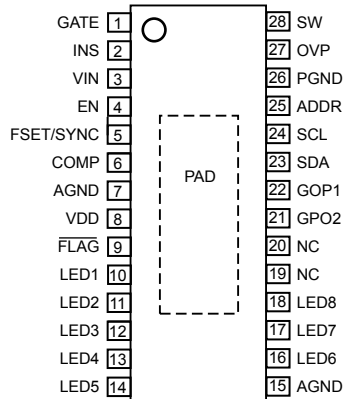 GATE 1 28 SW
INS 2 27 OVP
VIN 3 26 PGND
EN 4 25 ADDR
FSET/SYNC 5 24 SCL
COMP 6 23 SDA
AGND 7 PAD 22 GOP1
VDD 8 21 GPO2
FLAG 9 20 NC
LED1 10 19 NC
LED2 11 18 LED8
LED3 12 17 LED7
LED4 13 16 LED6
LED5 14 15 AGND